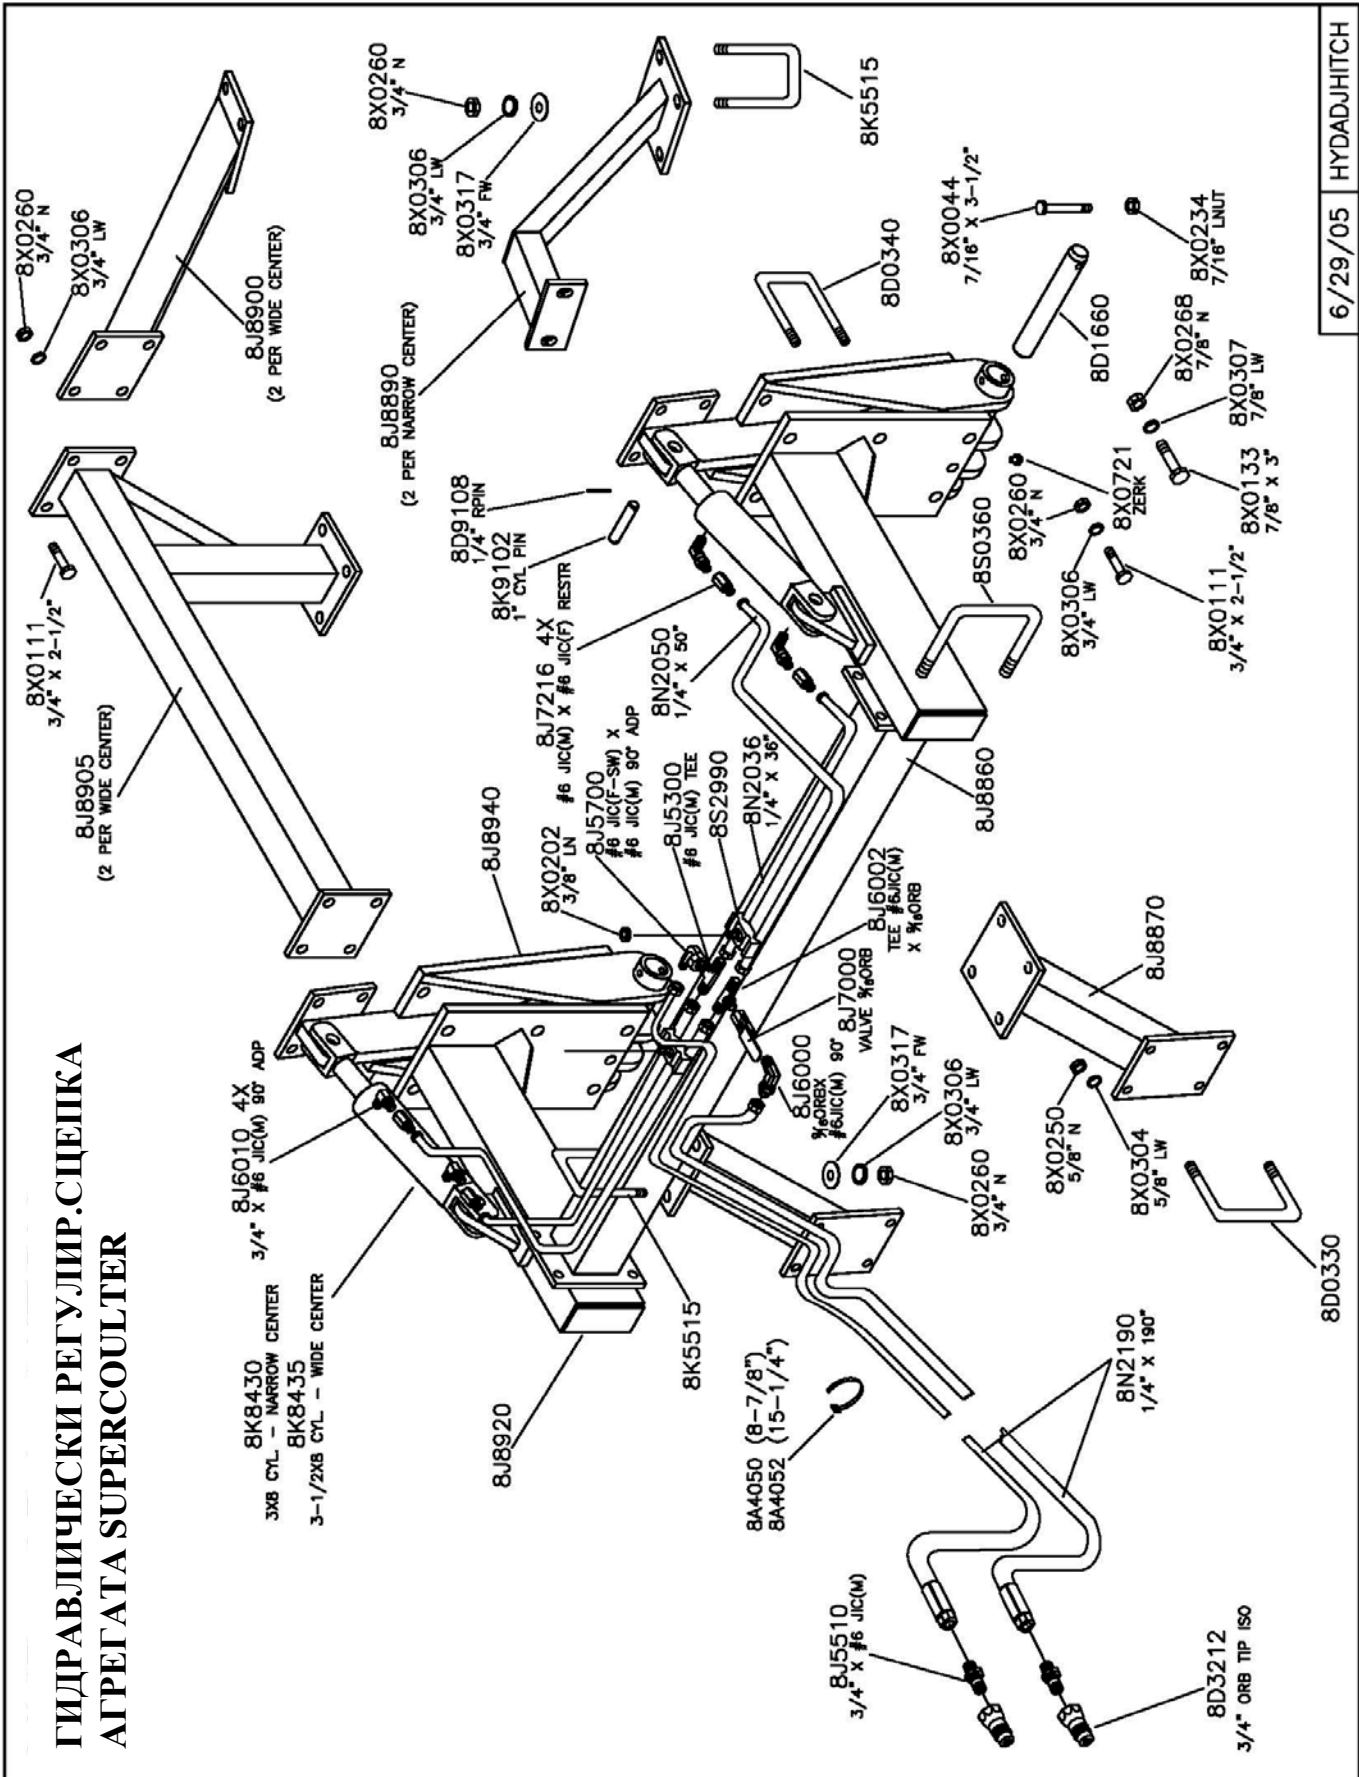 ГИДРАВЛИЧЕСКИ РЕГУЛИР.СЦЕПКА
АГРЕГАТА SUPERCOULTER
8X0111
3/4" X 2-1/2"
8J8905
(2 PER WIDE CENTER)
8X0260
3/4" N
8X0306
3/4" LW
8J8900
(2 PER WIDE CENTER)
8X0260
3/4" N
8X0306
3/4" LW
8X0317
3/4" FW
8J8890
(2 PER NARROW CENTER)
8K5515
8D9108
1/4" RPIN
8K9102
1" CYL PIN
8J7216 4X
#6 JIC(M) X #6 JIC(F) RESTR
8J8940
8X0202
3/8" LN
8J5700
#6 JIC(F-SW) X
#6 JIC(M) 90° ADP
8J5300
#6 JIC(M) TEE
8S2990
8N2050
1/4" X 50"
8N2036
1/4" X 36"
8J6010 4X
3/4" X #6 JIC(M) 90° ADP
8K8430
3X8 CYL. - NARROW CENTER
8K8435
3-1/2X8 CYL - WIDE CENTER
8J8920
8K5515
8D0340
8X0044
7/16" X 3-1/2"
8X0234
7/16" LNUT
8D1660
8X0268
7/8" N
8X0307
7/8" LW
8X0133
7/8" X 3"
8X0721
ZERK
8X0260
3/4" N
8S0360
8X0306
3/4" LW
8X0111
3/4" X 2-1/2"
8J8860
8J6002
TEE #6JIC(M)
X 9/16ORB
8J7000
VALVE 9/16ORB
8J6000
9/16ORBX
#6JIC(M) 90°
8X0317
3/4" FW
8X0306
3/4" LW
8X0260
3/4" N
8J8870
8X0250
5/8" N
8X0304
5/8" LW
8D0330
8A4050 (8-7/8")
8A4052 (15-1/4")
8N2190
1/4" X 190"
8J5510
3/4" X #6 JIC(M)
8D3212
3/4" ORB TIP ISO
6/29/05 HYDADJHITCH